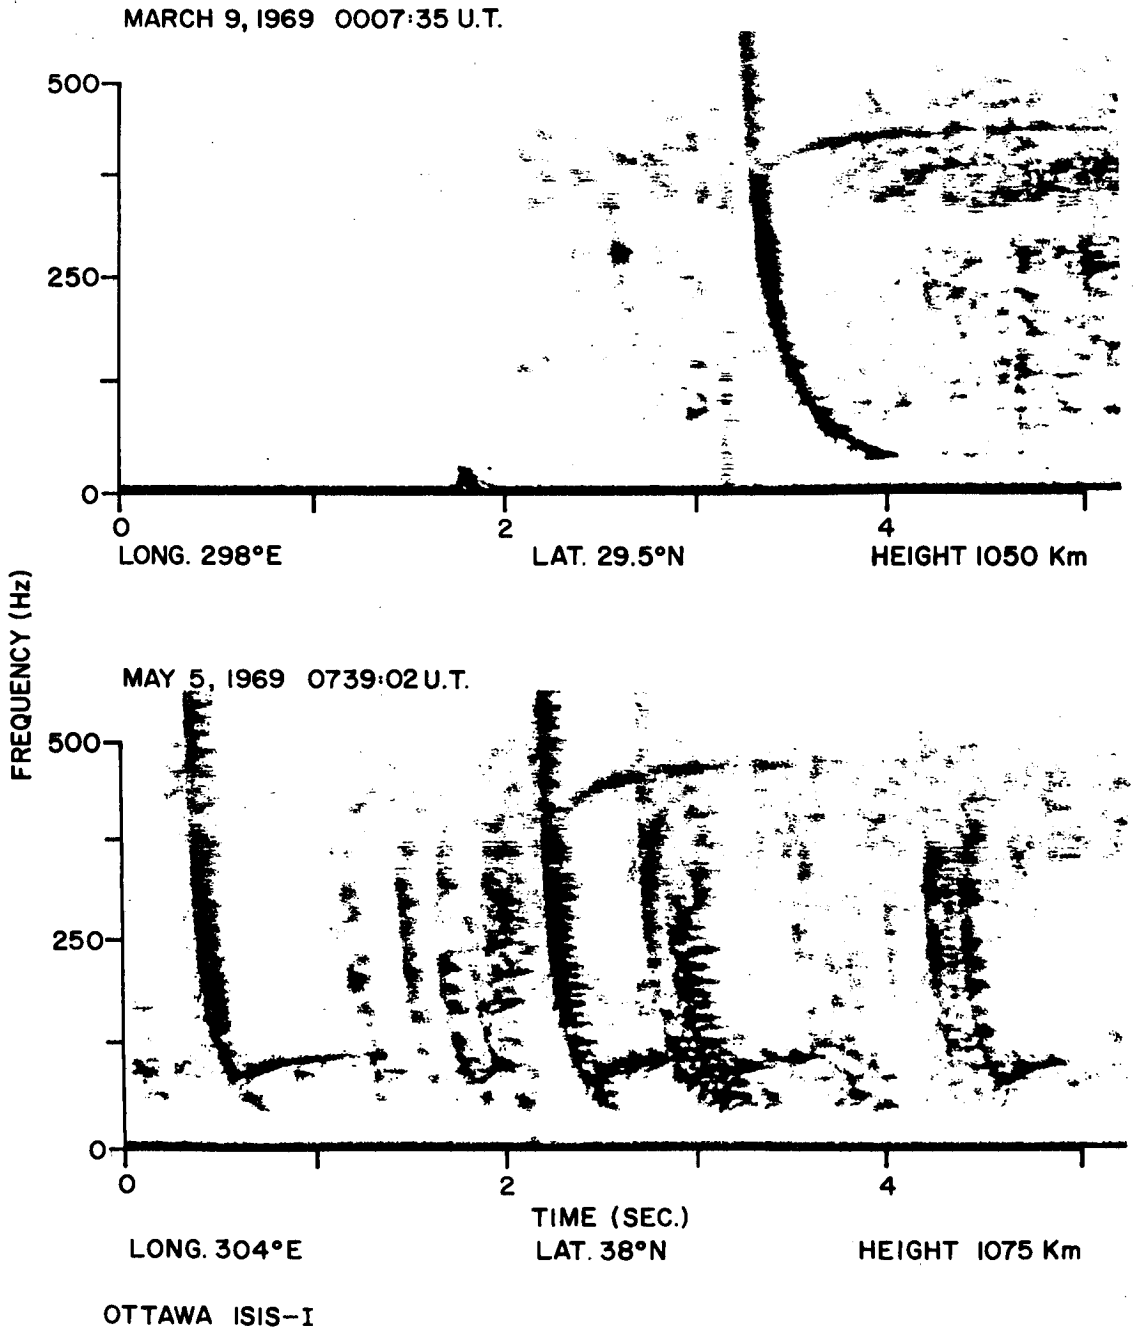 MARCH 9, 1969 0007:35 U.T.
500
250
0
0 2 4
LONG. 298°E LAT. 29.5°N HEIGHT 1050 Km
FREQUENCY (Hz)
MAY 5, 1969 0739:02 U.T.
500
250
0
0 2 4
TIME (SEC.)
LONG. 304°E LAT. 38°N HEIGHT 1075 Km
OTTAWA ISIS-I